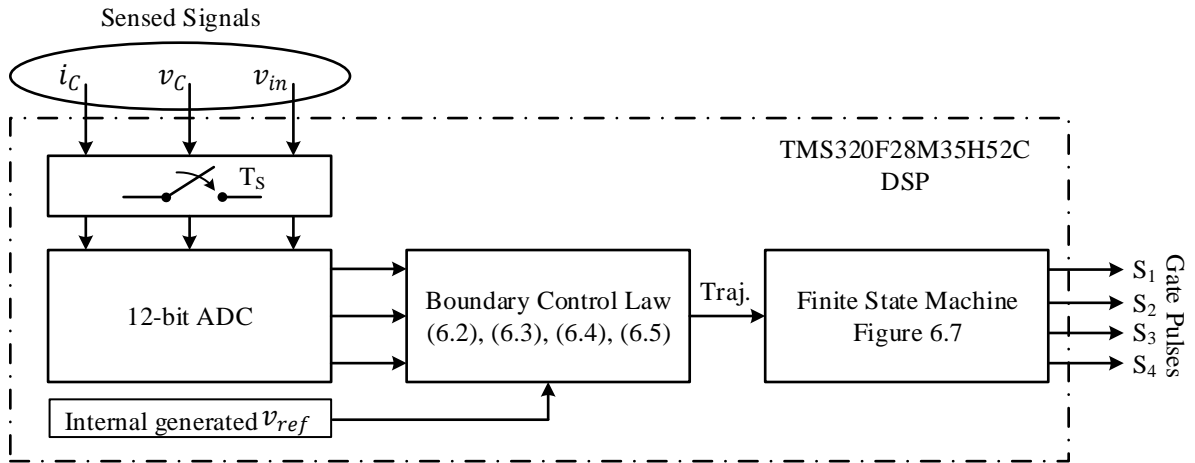 Sensed Signals
i_C v_C v_in
TMS320F28M35H52C
DSP
T_S
12-bit ADC
Boundary Control Law
(6.2), (6.3), (6.4), (6.5)
Traj.
Finite State Machine
Figure 6.7
S_1
S_2
S_3
S_4
Gate Pulses
Internal generated v_ref